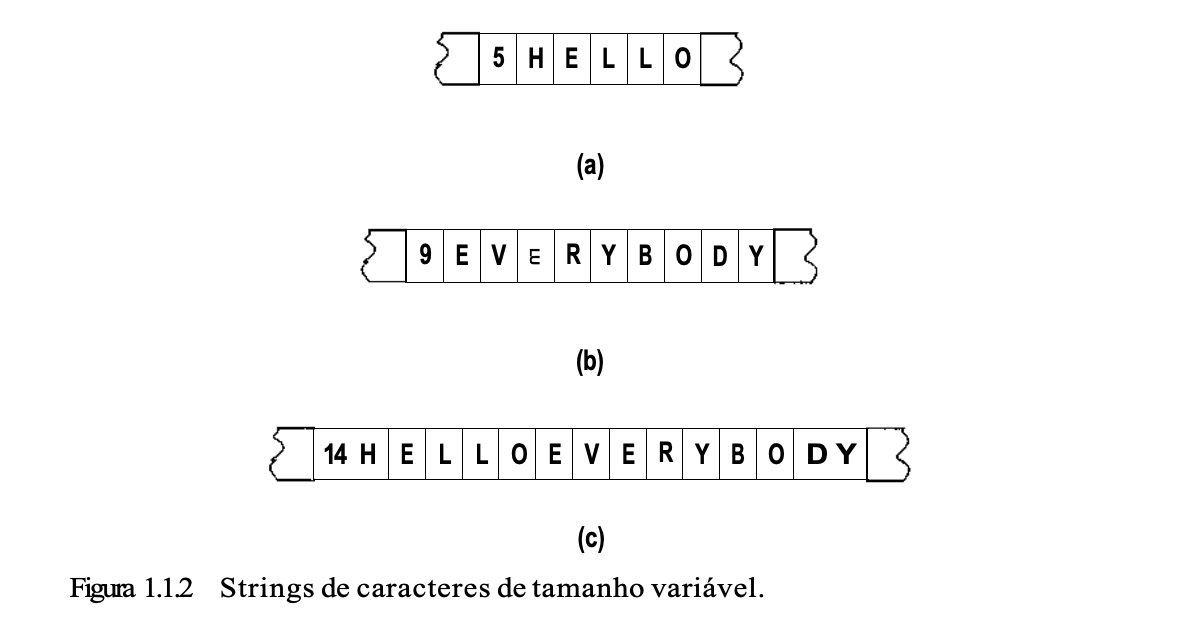 5 H E L L O
(a)
9 E V E R Y B O D Y
(b)
14 H E L L O E V E R Y B O D Y
(c)
Figura 1.1.2 Strings de caracteres de tamanho variável.